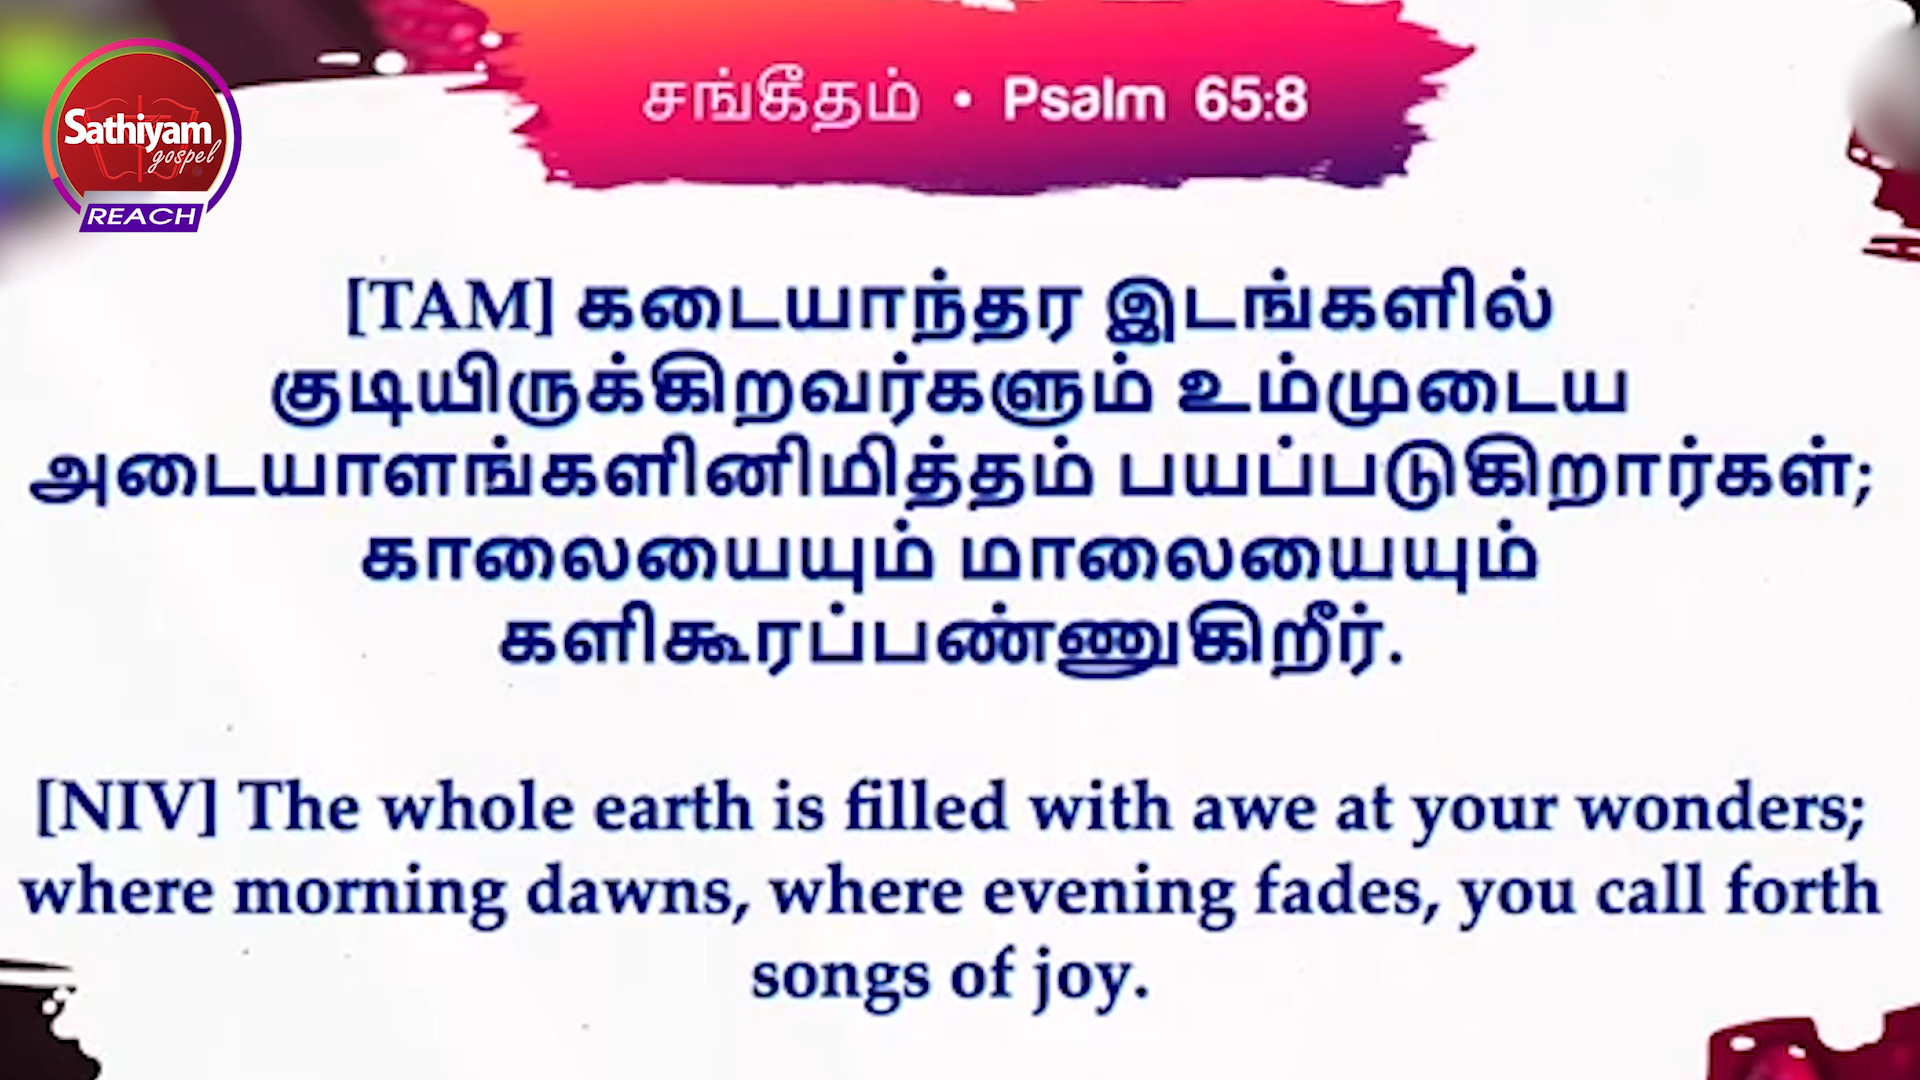 Sathiyam
gospel
REACH
சங்கீதம் • Psalm 65:8
[TAM] கடையாந்தர இடங்களில்
குடியிருக்கிறவர்களும் உம்முடைய
அடையாளங்களினிமித்தம் பயப்படுகிறார்கள்;
காலையையும் மாலையையும்
களிகூரப்பண்ணுகிறீர்.
[NIV] The whole earth is filled with awe at your wonders;
where morning dawns, where evening fades, you call forth
songs of joy.